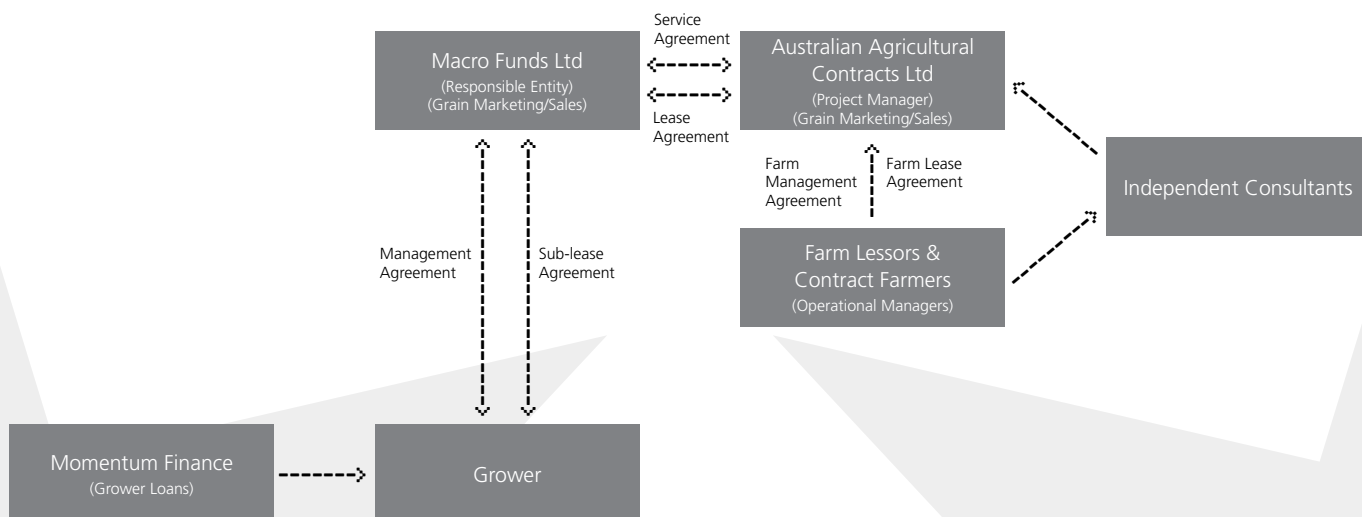 Service
Agreement
Macro Funds Ltd
(Responsible Entity)
(Grain Marketing/Sales)
Australian Agricultural
Contracts Ltd
(Project Manager)
(Grain Marketing/Sales)
Lease
Agreement
Farm
Management
Agreement
Farm Lease
Agreement
Independent Consultants
Management
Agreement
Sub-lease
Agreement
Farm Lessors &
Contract Farmers
(Operational Managers)
Momentum Finance
(Grower Loans)
Grower